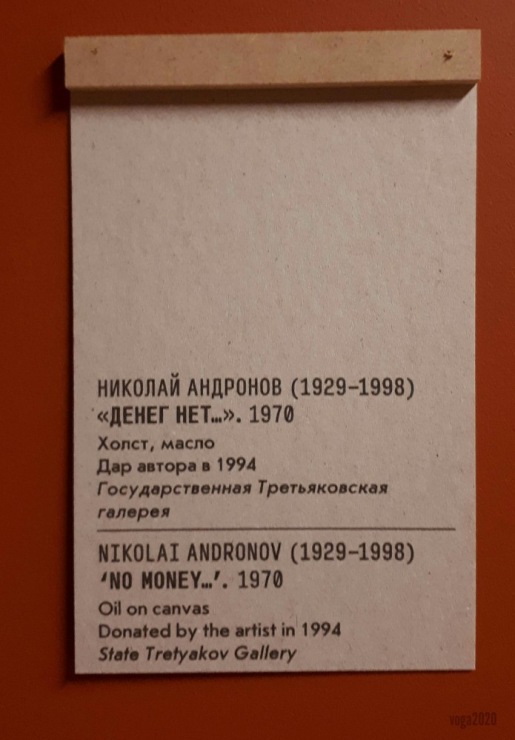 НИКОЛАЙ АНДРОНОВ (1929–1998)
«ДЕНЕГ НЕТ…». 1970
Холст, масло
Дар автора в 1994
Государственная Третьяковская
галерея
NIKOLAI ANDRONOV (1929–1998)
‘NO MONEY…’. 1970
Oil on canvas
Donated by the artist in 1994
State Tretyakov Gallery
voga2020